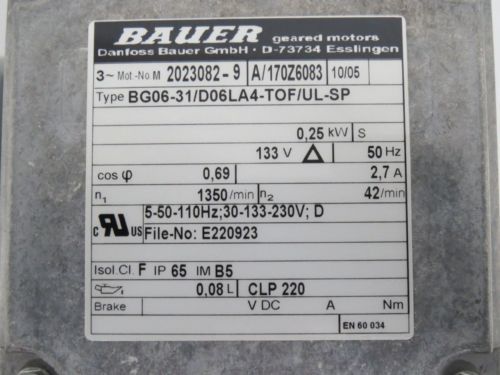 BAUER geared motors
Danfoss Bauer GmbH · D-73734 Esslingen
3~ Mot.-No M 2023082-9 A/170Z6083 10/05
Type BG06-31/D06LA4-TOF/UL-SP
0,25 kW S
133 V △ 50 Hz
cos φ 0,69 2,7 A
n1 1350/min n2 42/min
5-50-110Hz;30-133-230V; D
c RU US File-No: E220923
Isol.Cl. F IP 65 IM B5
0,08 L CLP 220
Brake V DC A Nm
EN 60 034